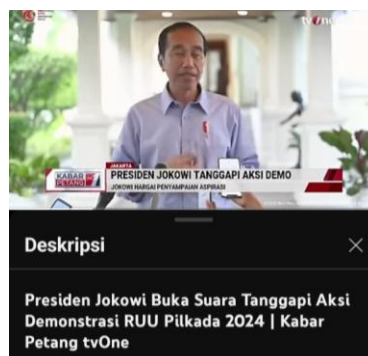 tvOne
JAKARTA
KABAR
PETANG
PRESIDEN JOKOWI TANGGAPI AKSI DEMO
JOKOWI HARGAI PENYAMPAIAN ASPIRASI
Deskripsi
Presiden Jokowi Buka Suara Tanggapi Aksi
Demonstrasi RUU Pilkada 2024 | Kabar
Petang tvOne